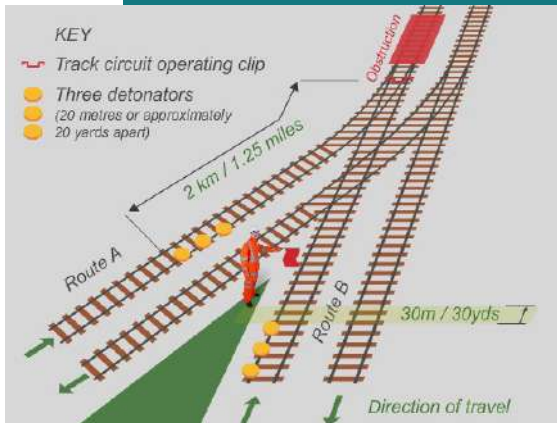 KEY
Track circuit operating clip
Three detonators
(20 metres or approximately
20 yards apart)
Obstruction
2 km / 1.25 miles
Route A
Route B
30m / 30yds
Direction of travel